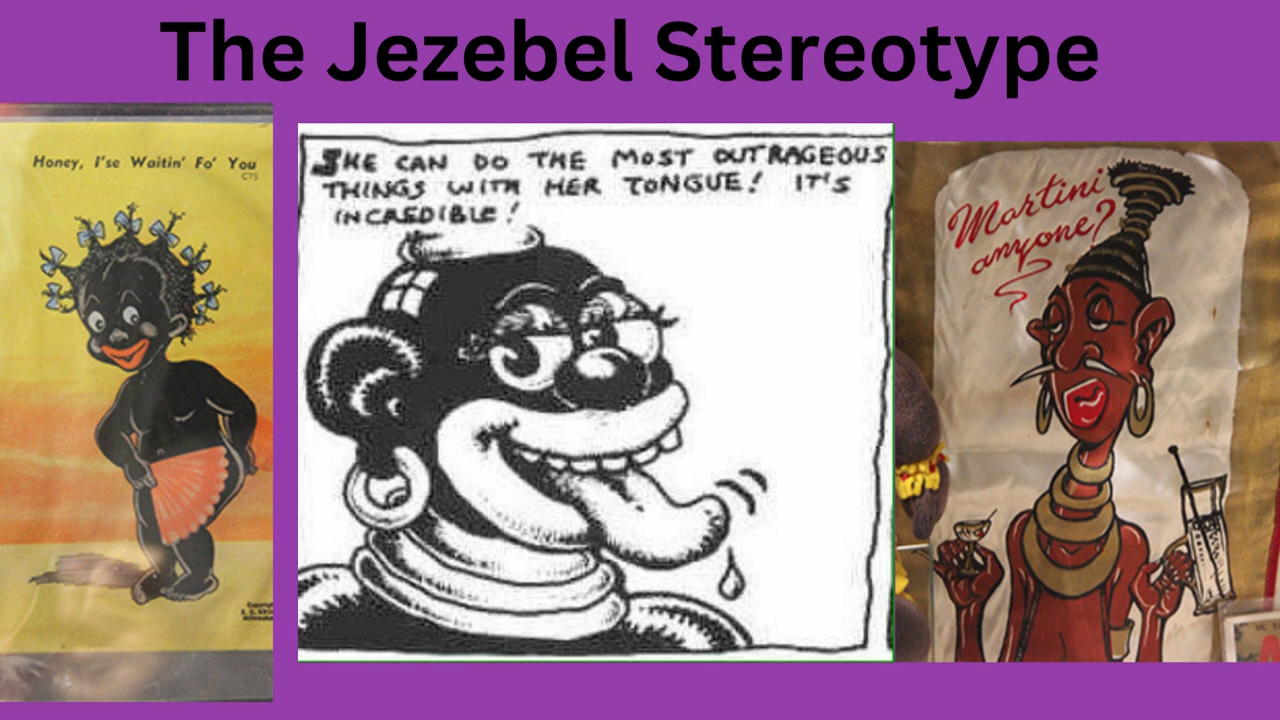 The Jezebel Stereotype
Honey, I'se Waitin' Fo' You
C75
SHE CAN DO THE MOST OUTRAGEOUS
THINGS WITH HER TONGUE! IT'S
INCREDIBLE!
Martini
anyone?